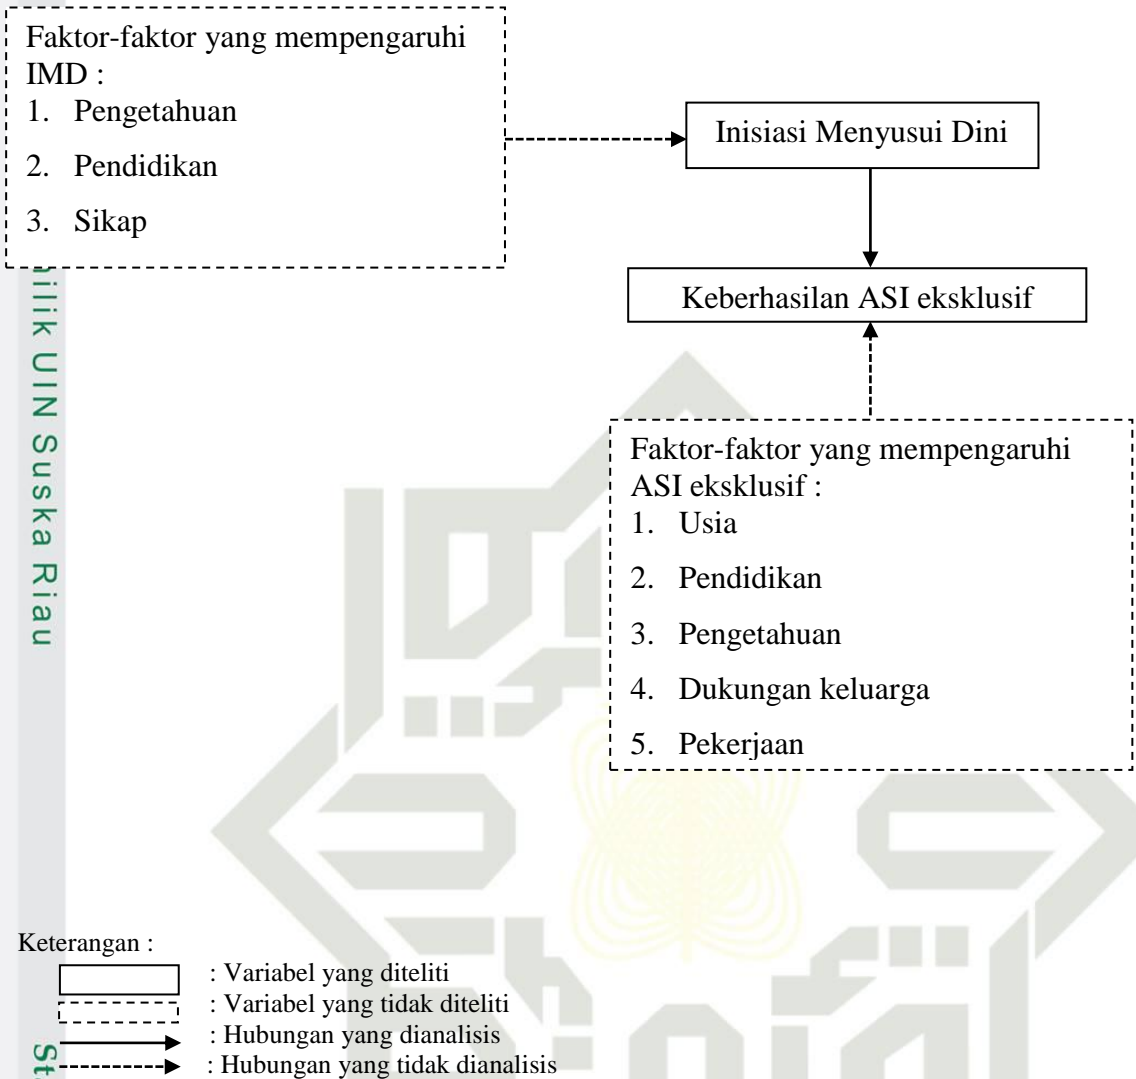 Faktor-faktor yang mempengaruhi
IMD :
1. Pengetahuan
2. Pendidikan
3. Sikap
Inisiasi Menyusui Dini
Keberhasilan ASI eksklusif
Faktor-faktor yang mempengaruhi
ASI eksklusif :
1. Usia
2. Pendidikan
3. Pengetahuan
4. Dukungan keluarga
5. Pekerjaan
Keterangan :
: Variabel yang diteliti
: Variabel yang tidak diteliti
: Hubungan yang dianalisis
: Hubungan yang tidak dianalisis
UIN Suska Riau